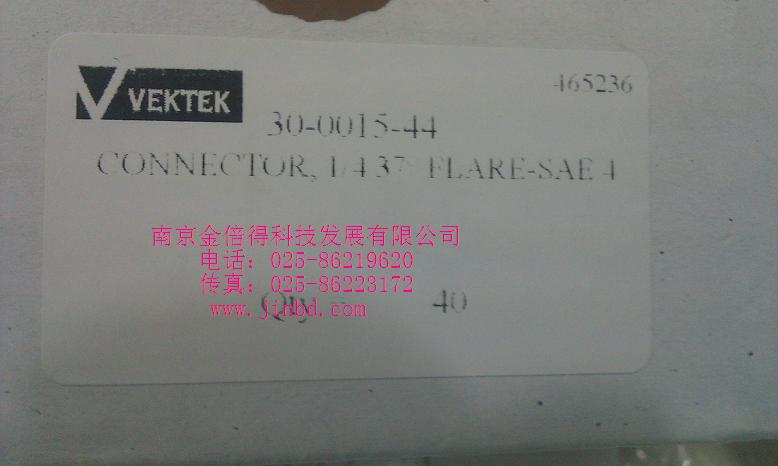 VEKTEK
465236
30-0015-44
CONNECTOR, 1/4 37° FLARE-SAE 4
南京金倍得科技发展有限公司
电话：025-86219620
传真：025-86223172
Qty = 40
www.jinbd.com